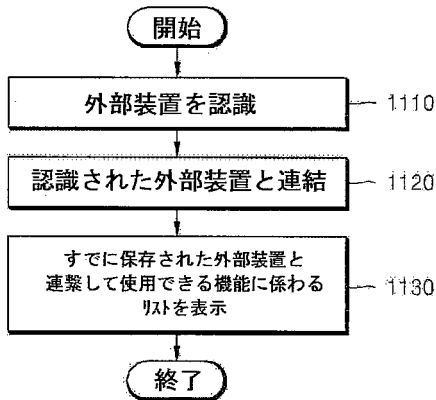 開始
外部装置を認識
1110
認識された外部装置と連結
1120
すでに保存された外部装置と
連繋して使用できる機能に係わる
ﾘｽﾄを表示
1130
終了